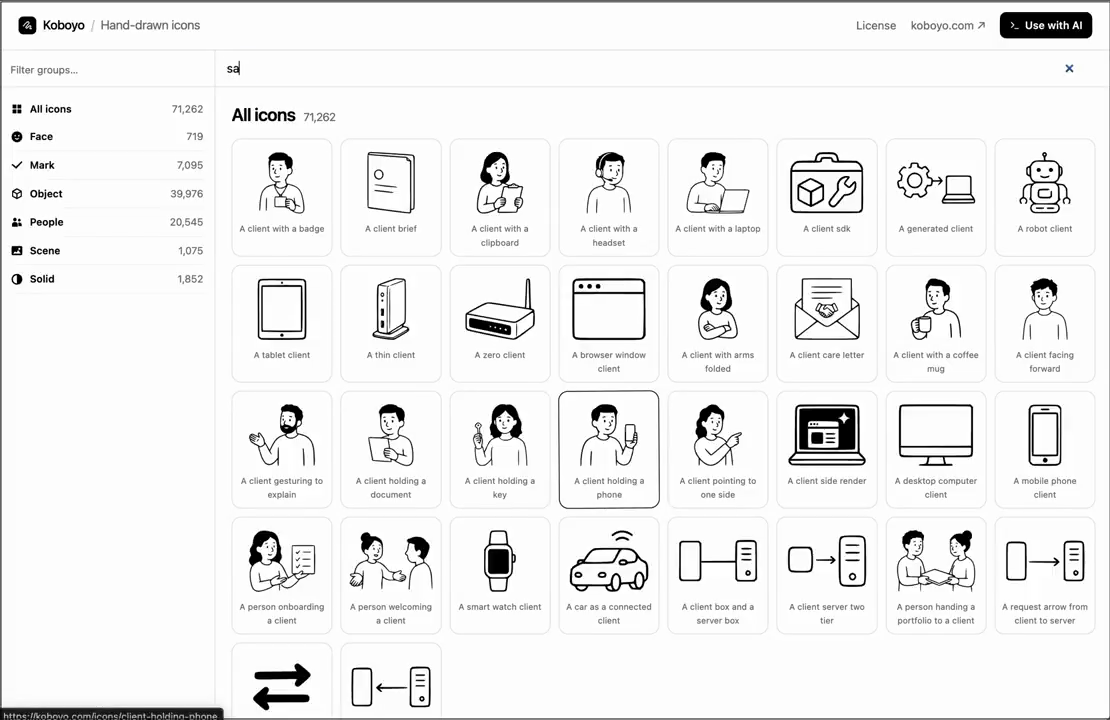 Koboyo / Hand-drawn icons
License koboyo.com ↗ Use with AI
Filter groups...
sa
All icons 71,262
Face 719
Mark 7,095
Object 39,976
People 20,545
Scene 1,075
Solid 1,852
All icons 71,262
A client with a badge
A client brief
A client with a
clipboard
A client with a
headset
A client with a laptop
A client sdk
A generated client
A robot client
A tablet client
A thin client
A zero client
A browser window
client
A client with arms
folded
A client care letter
A client with a coffee
mug
A client facing
forward
A client gesturing to
explain
A client holding a
document
A client holding a
key
A client holding a
phone
A client pointing to
one side
A client side render
A desktop computer
client
A mobile phone
client
A person onboarding
a client
A person welcoming
a client
A smart watch client
A car as a connected
client
A client box and a
server box
A client server two
tier
A person handing a
portfolio to a client
A request arrow from
client to server
https://koboyo.com/icons/client-holding-phone